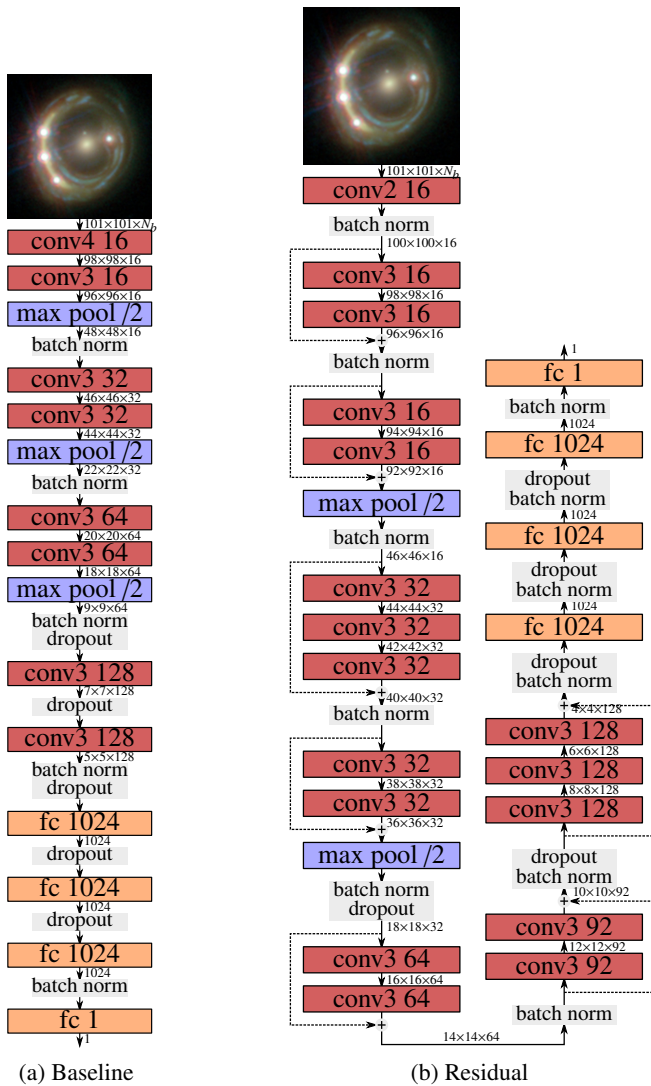 101×101×N_b
conv4 16
98×98×16
conv3 16
96×96×16
max pool /2
48×48×16
batch norm
conv3 32
46×46×32
conv3 32
44×44×32
max pool /2
22×22×32
batch norm
conv3 64
20×20×64
conv3 64
18×18×64
max pool /2
9×9×64
batch norm
dropout
conv3 128
7×7×128
dropout
conv3 128
5×5×128
batch norm
dropout
fc 1024
1024
dropout
fc 1024
1024
dropout
fc 1024
1024
batch norm
fc 1
1
(a) Baseline
101×101×N_b
conv2 16
batch norm
100×100×16
conv3 16
98×98×16
conv3 16
+
96×96×16
batch norm
conv3 16
94×94×16
conv3 16
+
92×92×16
max pool /2
batch norm
46×46×16
conv3 32
44×44×32
conv3 32
42×42×32
conv3 32
+
40×40×32
batch norm
conv3 32
38×38×32
conv3 32
+
36×36×32
max pool /2
batch norm
dropout
18×18×32
conv3 64
16×16×64
conv3 64
+
14×14×64
1
fc 1
batch norm
1024
fc 1024
dropout
batch norm
1024
fc 1024
dropout
batch norm
1024
fc 1024
dropout
batch norm
+
4×4×128
conv3 128
6×6×128
conv3 128
8×8×128
conv3 128
dropout
batch norm
10×10×92
+
conv3 92
12×12×92
conv3 92
batch norm
(b) Residual